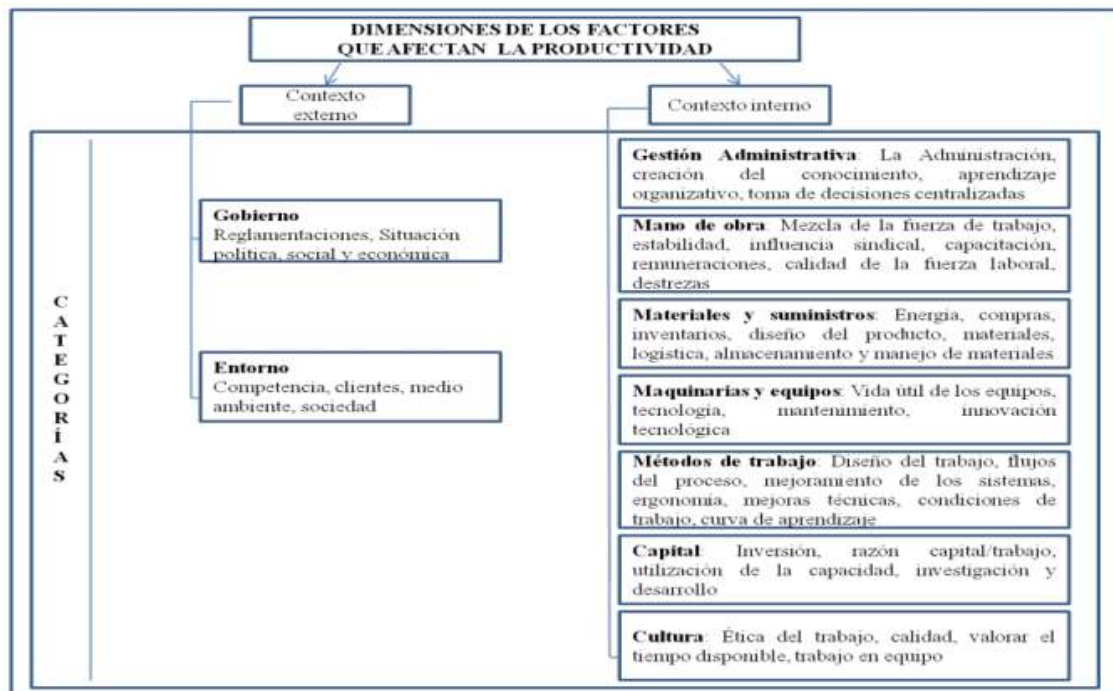 DIMENSIONES DE LOS FACTORES
QUE AFECTAN LA PRODUCTIVIDAD
Contexto
externo
Contexto interno
CATEGORÍAS
Gobierno
Reglamentaciones, Situación
política, social y económica
Entorno
Competencia, clientes, medio
ambiente, sociedad
Gestión Administrativa: La Administración,
creación del conocimiento, aprendizaje
organizativo, toma de decisiones centralizadas
Mano de obra: Mezcla de la fuerza de trabajo,
estabilidad, influencia sindical, capacitación,
remuneraciones, calidad de la fuerza laboral,
destrezas
Materiales y suministros: Energía, compras,
inventarios, diseño del producto, materiales,
logística, almacenamiento y manejo de materiales
Maquinarias y equipos: Vida útil de los equipos,
tecnología, mantenimiento, innovación
tecnológica
Métodos de trabajo: Diseño del trabajo, flujos
del proceso, mejoramiento de los sistemas,
ergonomía, mejoras técnicas, condiciones de
trabajo, curva de aprendizaje
Capital: Inversión, razón capital/trabajo,
utilización de la capacidad, investigación y
desarrollo
Cultura: Ética del trabajo, calidad, valorar el
tiempo disponible, trabajo en equipo